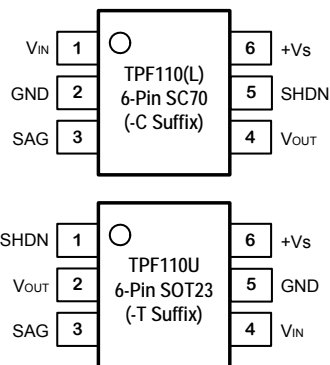 VIN 1 6 +Vs
TPF110(L)
GND 2 6-Pin SC70 5 SHDN
(-C Suffix)
SAG 3 4 VOUT
SHDN 1 6 +Vs
TPF110U
VOUT 2 6-Pin SOT23 5 GND
(-T Suffix)
SAG 3 4 VIN